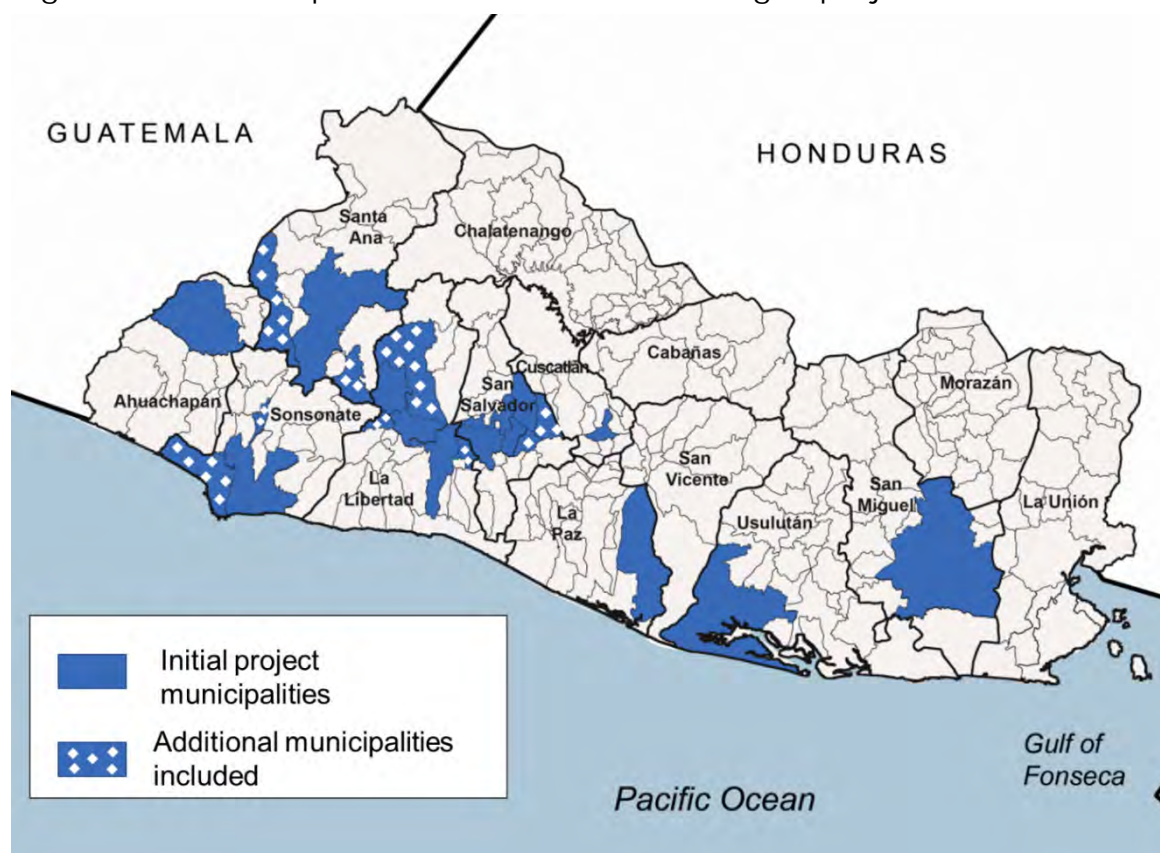 GUATEMALA
HONDURAS
Santa
Ana
Chalatenango
Cabañas
Cuscatlán
Morazán
San
Salvador
Ahuachapán
Sonsonate
San
Vicente
La
Libertad
San
Miguel
La Unión
La
Paz
Usulután
Initial project
municipalities
Additional municipalities
included
Gulf of
Fonseca
Pacific Ocean